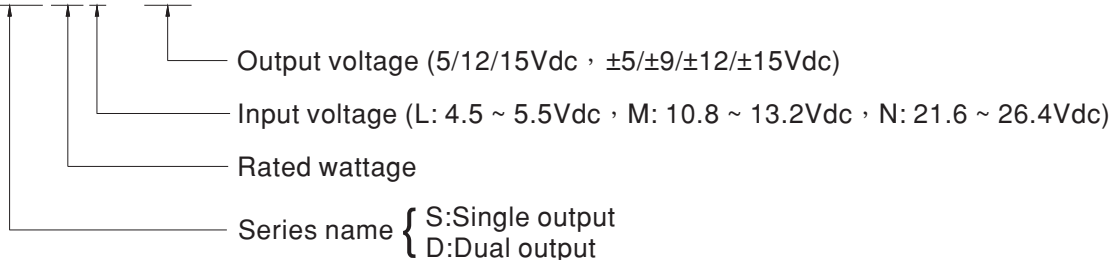 Output voltage (5/12/15Vdc，±5/±9/±12/±15Vdc)
Input voltage (L: 4.5 ~ 5.5Vdc，M: 10.8 ~ 13.2Vdc，N: 21.6 ~ 26.4Vdc)
Rated wattage
Series name { S:Single output
D:Dual output